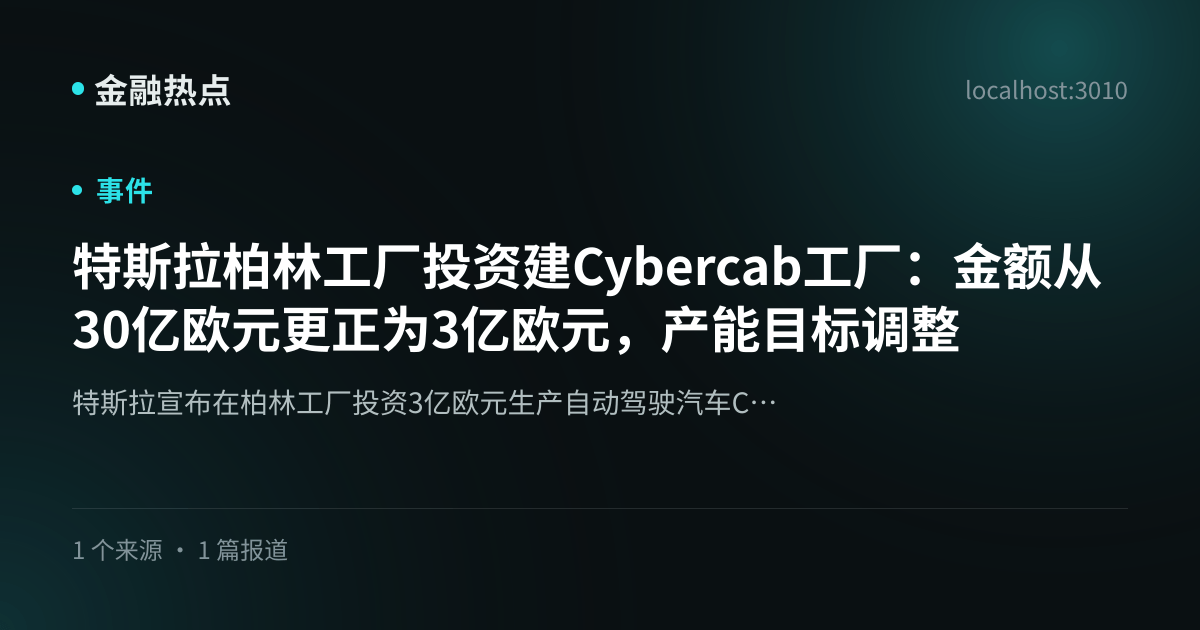 金融热点
localhost:3010
事件
特斯拉柏林工厂投资建Cybercab工厂：金额从
30亿欧元更正为3亿欧元，产能目标调整
特斯拉宣布在柏林工厂投资3亿欧元生产自动驾驶汽车C…
1 个来源 · 1 篇报道